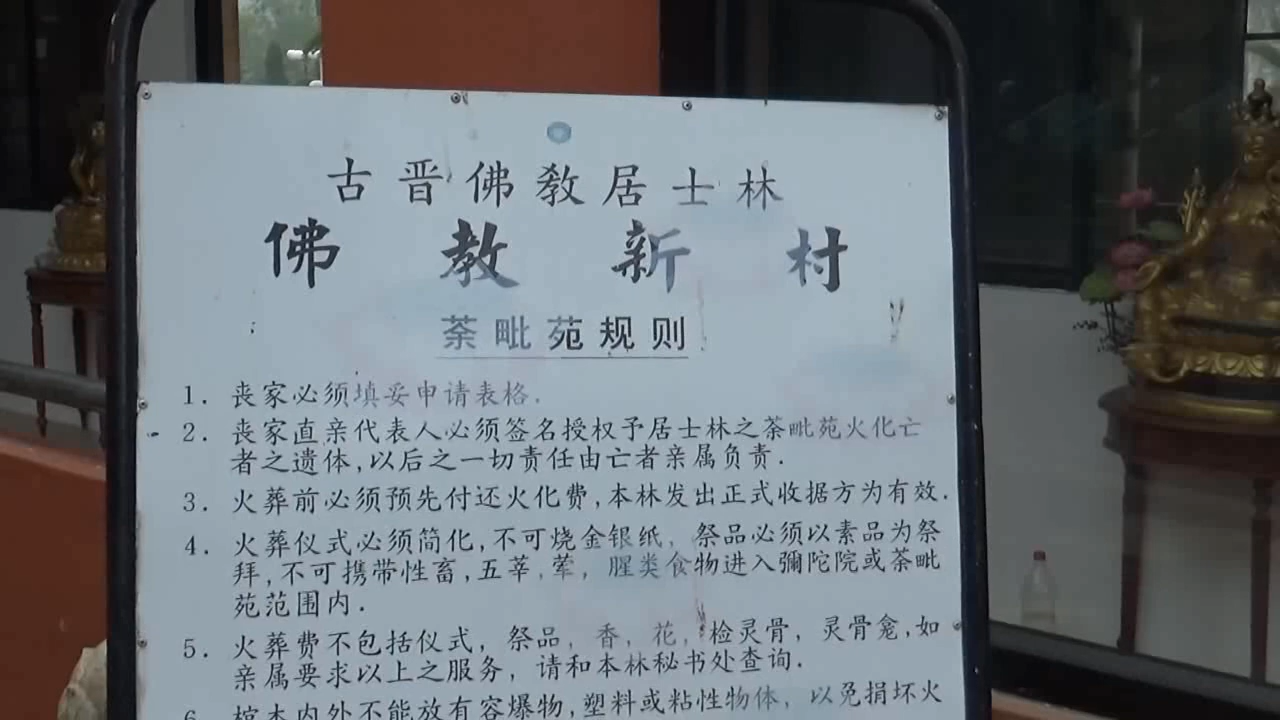 古晋佛教居士林
佛教新村
荼毗苑规则
1. 丧家必须填妥申请表格.
2. 丧家直亲代表人必须签名授权予居士林之荼毗苑火化亡
者之遗体,以后之一切责任由亡者亲属负责.
3. 火葬前必须预先付还火化费,本林发出正式收据方为有效.
4. 火葬仪式必须简化,不可烧金银纸, 祭品必须以素品为祭
拜,不可携带性畜,五莘,荤, 腥类食物进入彌陀院或荼毗
苑范围内.
5. 火葬费不包括仪式, 祭品, 香, 花, 检灵骨, 灵骨龛,如
亲属要求以上之服务, 请和本林秘书处查询.
6. 棺木内外不能放有容爆物,塑料或粘性物体, 以免捐坏火